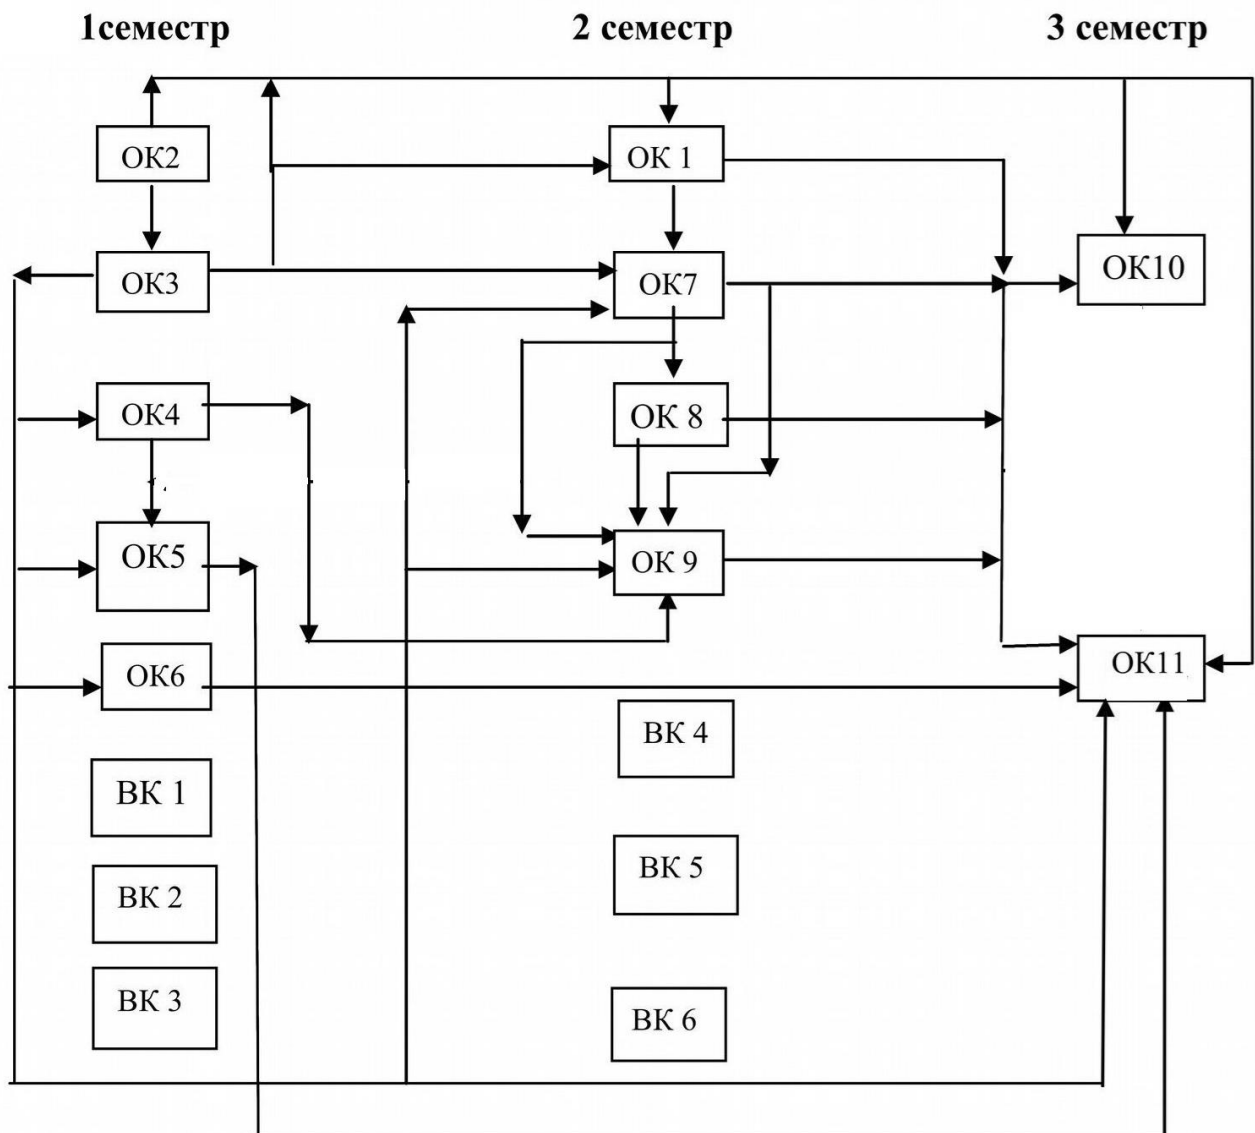 1семестр
2 семестр
3 семестр
ОК2
ОК 1
ОК3
ОК7
ОК10
ОК4
ОК 8
ОК5
ОК 9
ОК6
ОК11
ВК 4
ВК 1
ВК 5
ВК 2
ВК 3
ВК 6